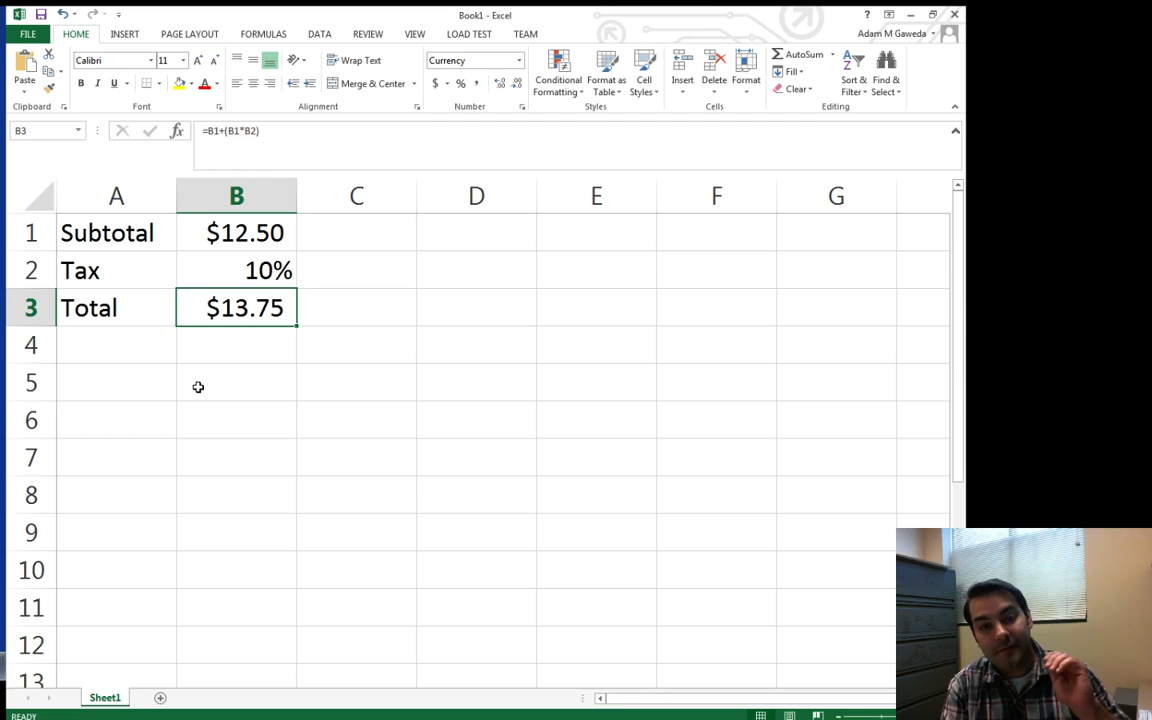 Book1 - Excel
FILE HOME INSERT PAGE LAYOUT FORMULAS DATA REVIEW VIEW LOAD TEST TEAM Adam M Gaweda
Paste Calibri 11 Wrap Text Currency Conditional Formatting Format as Table Cell Styles Insert Delete Format AutoSum Sort & Filter Find & Select
B I U Merge & Center $ % , Fill
Clear
Clipboard Font Alignment Number Styles Cells Editing
B3 fx =B1+(B1*B2)
A B C D E F G
1 Subtotal $12.50
2 Tax 10%
3 Total $13.75
4
5
6
7
8
9
10
11
12
13
Sheet1
READY